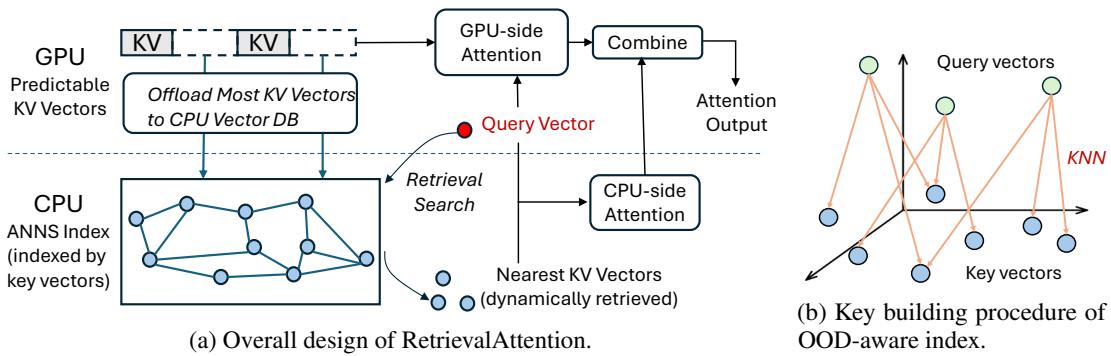 GPU
Predictable
KV Vectors
KV
KV
Offload Most KV Vectors
to CPU Vector DB
GPU-side
Attention
Combine
Attention
Output
Query Vector
Retrieval
Search
CPU-side
Attention
CPU
ANNS Index
(indexed by
key vectors)
Nearest KV Vectors
(dynamically retrieved)
(a) Overall design of RetrievalAttention.
Query vectors
KNN
Key vectors
(b) Key building procedure of
OOD-aware index.